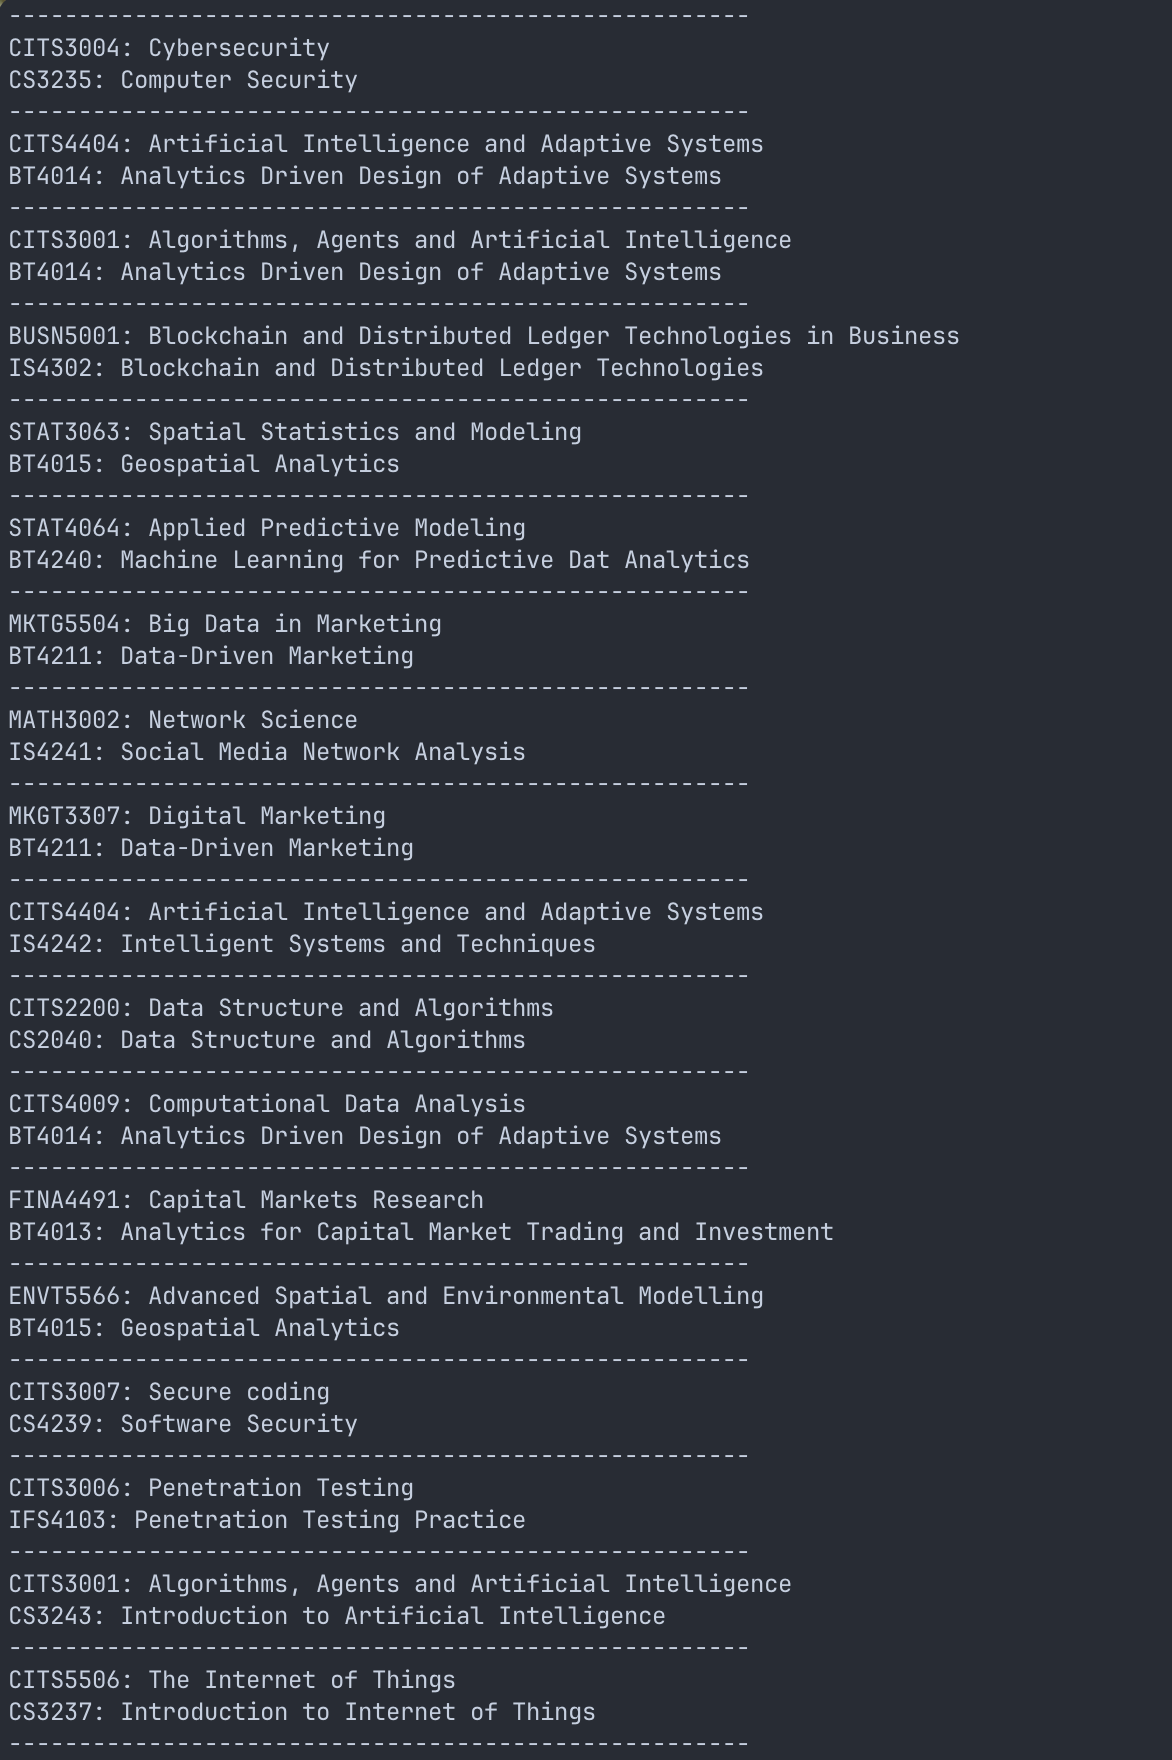 -----------------------------------------------------
CITS3004: Cybersecurity
CS3235: Computer Security
-----------------------------------------------------
CITS4404: Artificial Intelligence and Adaptive Systems
BT4014: Analytics Driven Design of Adaptive Systems
-----------------------------------------------------
CITS3001: Algorithms, Agents and Artificial Intelligence
BT4014: Analytics Driven Design of Adaptive Systems
-----------------------------------------------------
BUSN5001: Blockchain and Distributed Ledger Technologies in Business
IS4302: Blockchain and Distributed Ledger Technologies
-----------------------------------------------------
STAT3063: Spatial Statistics and Modeling
BT4015: Geospatial Analytics
-----------------------------------------------------
STAT4064: Applied Predictive Modeling
BT4240: Machine Learning for Predictive Dat Analytics
-----------------------------------------------------
MKTG5504: Big Data in Marketing
BT4211: Data-Driven Marketing
-----------------------------------------------------
MATH3002: Network Science
IS4241: Social Media Network Analysis
-----------------------------------------------------
MKGT3307: Digital Marketing
BT4211: Data-Driven Marketing
-----------------------------------------------------
CITS4404: Artificial Intelligence and Adaptive Systems
IS4242: Intelligent Systems and Techniques
-----------------------------------------------------
CITS2200: Data Structure and Algorithms
CS2040: Data Structure and Algorithms
-----------------------------------------------------
CITS4009: Computational Data Analysis
BT4014: Analytics Driven Design of Adaptive Systems
-----------------------------------------------------
FINA4491: Capital Markets Research
BT4013: Analytics for Capital Market Trading and Investment
-----------------------------------------------------
ENVT5566: Advanced Spatial and Environmental Modelling
BT4015: Geospatial Analytics
-----------------------------------------------------
CITS3007: Secure coding
CS4239: Software Security
-----------------------------------------------------
CITS3006: Penetration Testing
IFS4103: Penetration Testing Practice
-----------------------------------------------------
CITS3001: Algorithms, Agents and Artificial Intelligence
CS3243: Introduction to Artificial Intelligence
-----------------------------------------------------
CITS5506: The Internet of Things
CS3237: Introduction to Internet of Things
-----------------------------------------------------